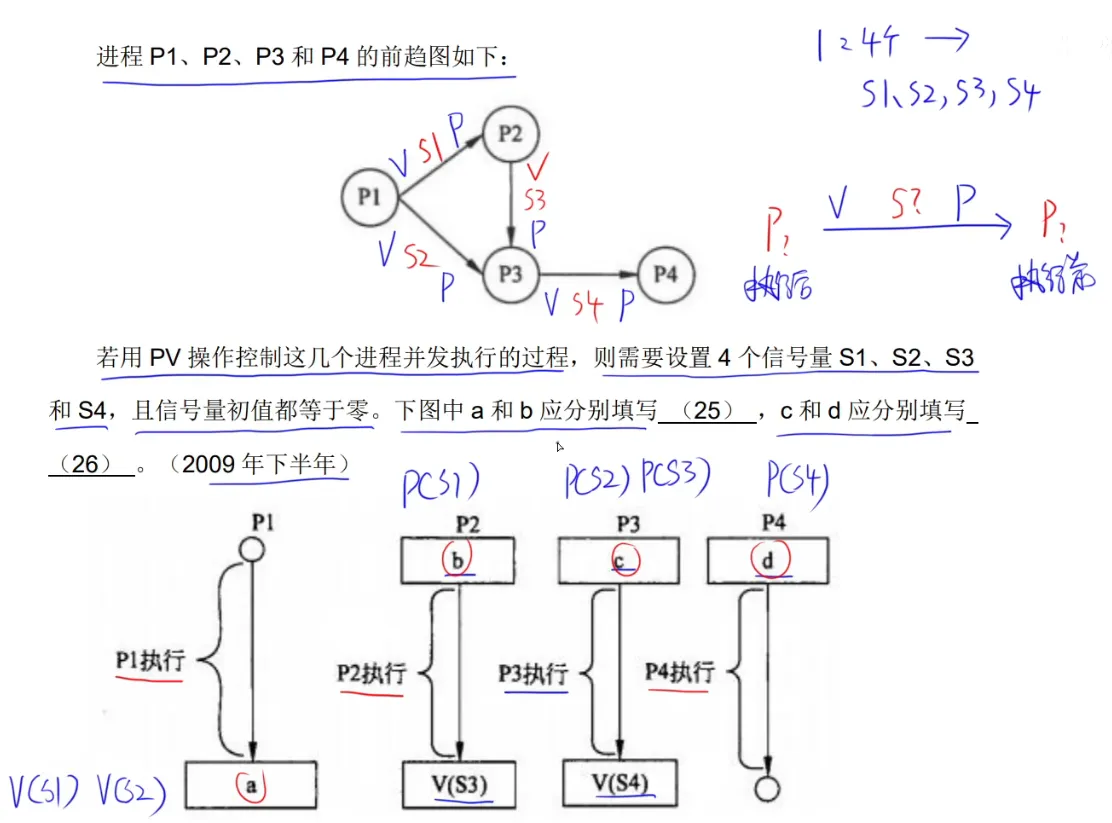 进程 P1、P2、P3 和 P4 的前趋图如下:
1：4个 →
S1、S2，S3，S4
P2
V S1 P
P1
V
S3
P
V S2 P
P3
P4
V S4 P
V S? P
P?
P?
执行后
执行前
若用 PV 操作控制这几个进程并发执行的过程，则需要设置 4 个信号量 S1、S2、S3
和 S4，且信号量初值都等于零。下图中 a 和 b 应分别填写 （25） ，c 和 d 应分别填写
（26） 。（2009 年下半年）
P(S1) P(S2) P(S3) P(S4)
P1 P2 P3 P4
b c d
P1执行 P2执行 P3执行 P4执行
V(S1) V(S2) a V(S3) V(S4)